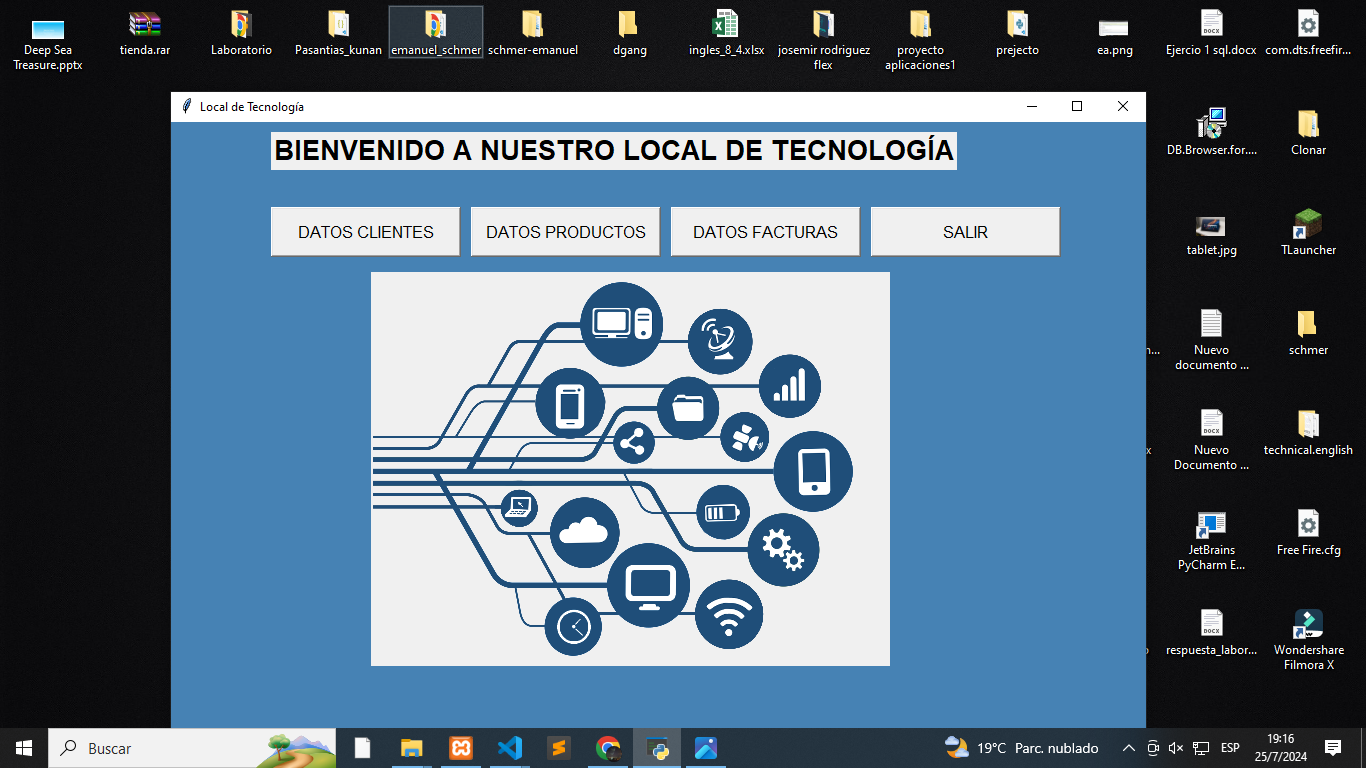 Deep Sea
Treasure.pptx
tienda.rar
Laboratorio
Pasantias_kunan
emanuel_schmer
schmer-emanuel
dgang
ingles_8_4.xlsx
josemir rodriguez
flex
proyecto
aplicaciones1
prejecto
ea.png
Ejercio 1 sql.docx
com.dts.freefir...
Local de Tecnología
BIENVENIDO A NUESTRO LOCAL DE TECNOLOGÍA
DATOS CLIENTES
DATOS PRODUCTOS
DATOS FACTURAS
SALIR
DB.Browser.for....
Clonar
tablet.jpg
TLauncher
n...
Nuevo
documento ...
schmer
x
DOCX
Nuevo
Documento ...
technical.english
JetBrains
PyCharm E...
Free Fire.cfg
DOCX
respuesta_labor...
Wondershare
Filmora X
Buscar
19°C Parc. nublado
ESP
19:16
25/7/2024